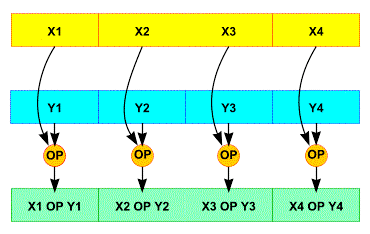 X1 X2 X3 X4
Y1 Y2 Y3 Y4
OP OP OP OP
X1 OP Y1 X2 OP Y2 X3 OP Y3 X4 OP Y4